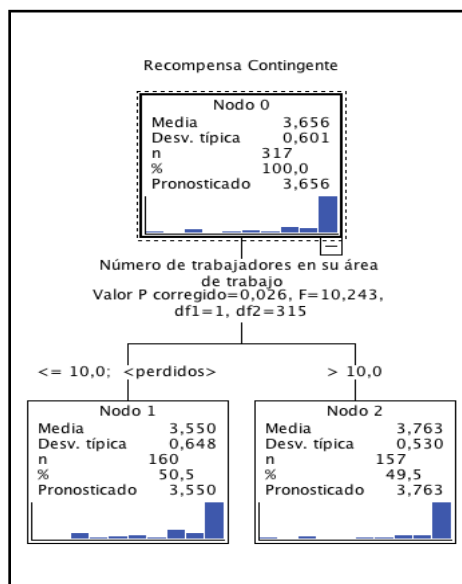 Recompensa Contingente
Nodo 0
Media 3,656
Desv. típica 0,601
n 317
% 100,0
Pronosticado 3,656
Número de trabajadores en su área
de trabajo
Valor P corregido=0,026, F=10,243,
df1=1, df2=315
<= 10,0; <perdidos>
> 10,0
Nodo 1
Media 3,550
Desv. típica 0,648
n 160
% 50,5
Pronosticado 3,550
Nodo 2
Media 3,763
Desv. típica 0,530
n 157
% 49,5
Pronosticado 3,763